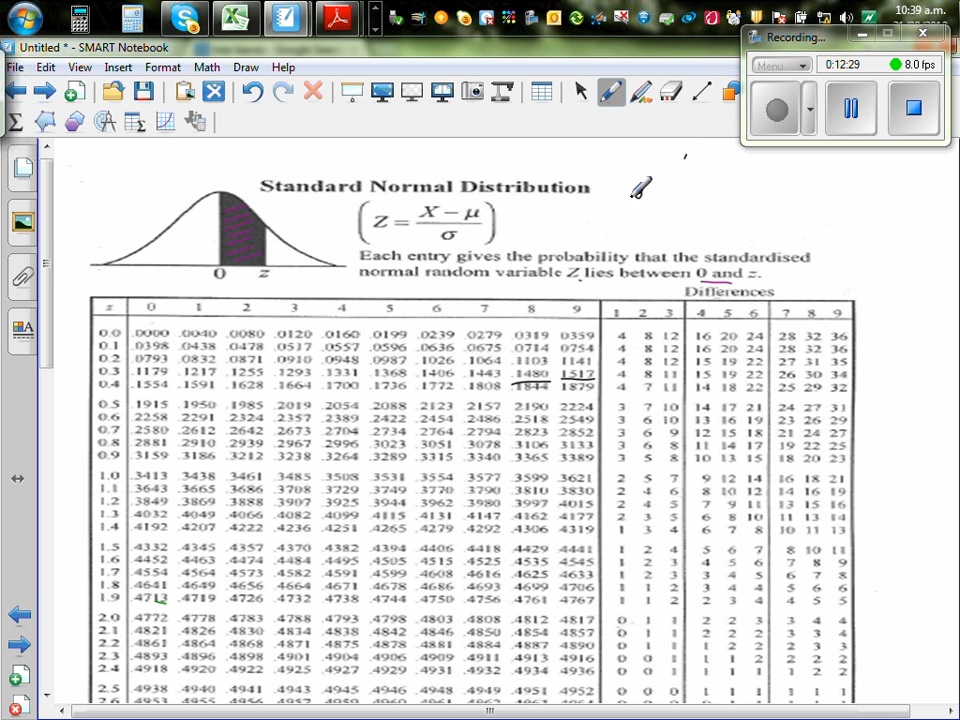 10:39 a.m.
Untitled * - SMART Notebook
Recording...
File Edit View Insert Format Math Draw Help
Menu 0:12:29 8.0 fps
Standard Normal Distribution
(Z = X − μ / σ)
Each entry gives the probability that the standardised
normal random variable Z lies between 0 and z.
0 z
Differences
z 0 1 2 3 4 5 6 7 8 9 1 2 3 4 5 6 7 8 9
0.0 .0000 .0040 .0080 .0120 .0160 .0199 .0239 .0279 .0319 .0359 4 8 12 16 20 24 28 32 36
0.1 .0398 .0438 .0478 .0517 .0557 .0596 .0636 .0675 .0714 .0754 4 8 12 16 20 24 28 32 36
0.2 .0793 .0832 .0871 .0910 .0948 .0987 .1026 .1064 .1103 .1141 4 8 12 15 19 22 27 31 35
0.3 .1179 .1217 .1255 .1293 .1331 .1368 .1406 .1443 .1480 .1517 4 8 11 15 19 22 26 30 34
0.4 .1554 .1591 .1628 .1664 .1700 .1736 .1772 .1808 .1844 .1879 4 7 11 14 18 22 25 29 32
0.5 .1915 .1950 .1985 .2019 .2054 .2088 .2123 .2157 .2190 .2224 3 7 10 14 17 21 24 27 31
0.6 .2258 .2291 .2324 .2357 .2389 .2422 .2454 .2486 .2518 .2549 3 6 10 13 16 19 23 26 29
0.7 .2580 .2612 .2642 .2673 .2704 .2734 .2764 .2794 .2823 .2852 3 6 9 12 15 18 21 24 27
0.8 .2881 .2910 .2939 .2967 .2996 .3023 .3051 .3078 .3106 .3133 3 6 8 11 14 17 19 22 25
0.9 .3159 .3186 .3212 .3238 .3264 .3289 .3315 .3340 .3365 .3389 3 5 8 10 13 15 18 20 23
1.0 .3413 .3438 .3461 .3485 .3508 .3531 .3554 .3577 .3599 .3621 2 5 7 9 12 14 16 18 21
1.1 .3643 .3665 .3686 .3708 .3729 .3749 .3770 .3790 .3810 .3830 2 4 6 8 10 12 14 16 19
1.2 .3849 .3869 .3888 .3907 .3925 .3944 .3962 .3980 .3997 .4015 2 4 5 7 9 11 13 15 16
1.3 .4032 .4049 .4066 .4082 .4099 .4115 .4131 .4147 .4162 .4177 2 3 5 6 8 10 11 13 14
1.4 .4192 .4207 .4222 .4236 .4251 .4265 .4279 .4292 .4306 .4319 1 3 4 6 7 8 10 11 13
1.5 .4332 .4345 .4357 .4370 .4382 .4394 .4406 .4418 .4429 .4441 1 2 4 5 6 7 8 10 11
1.6 .4452 .4463 .4474 .4484 .4495 .4505 .4515 .4525 .4535 .4545 1 2 3 4 5 6 7 8 9
1.7 .4554 .4564 .4573 .4582 .4591 .4599 .4608 .4616 .4625 .4633 1 2 3 3 4 5 6 7 8
1.8 .4641 .4649 .4656 .4664 .4671 .4678 .4686 .4693 .4699 .4706 1 1 2 3 4 4 5 6 6
1.9 .4713 .4719 .4726 .4732 .4738 .4744 .4750 .4756 .4761 .4767 1 1 2 2 3 4 4 5 5
2.0 .4772 .4778 .4783 .4788 .4793 .4798 .4803 .4808 .4812 .4817 0 1 1 2 2 3 3 4 4
2.1 .4821 .4826 .4830 .4834 .4838 .4842 .4846 .4850 .4854 .4857 0 1 1 2 2 2 3 3 4
2.2 .4861 .4864 .4868 .4871 .4875 .4878 .4881 .4884 .4887 .4890 0 1 1 1 2 2 2 3 3
2.3 .4893 .4896 .4898 .4901 .4904 .4906 .4909 .4911 .4913 .4916 0 0 1 1 1 2 2 2 2
2.4 .4918 .4920 .4922 .4925 .4927 .4929 .4931 .4932 .4934 .4936 0 0 1 1 1 1 1 2 2
2.5 .4938 .4940 .4941 .4943 .4945 .4946 .4948 .4949 .4951 .4952 0 0 0 1 1 1 1 1 1